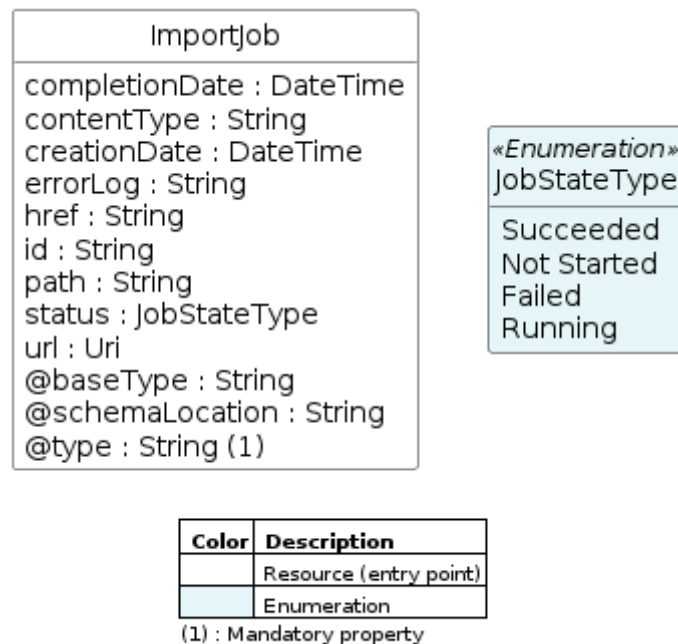 ImportJob
completionDate : DateTime
contentType : String
creationDate : DateTime
errorLog : String
href : String
id : String
path : String
status : JobStateType
url : Uri
@baseType : String
@schemaLocation : String
@type : String (1)
«Enumeration»
JobStateType
Succeeded
Not Started
Failed
Running
Color Description
Resource (entry point)
Enumeration
(1) : Mandatory property